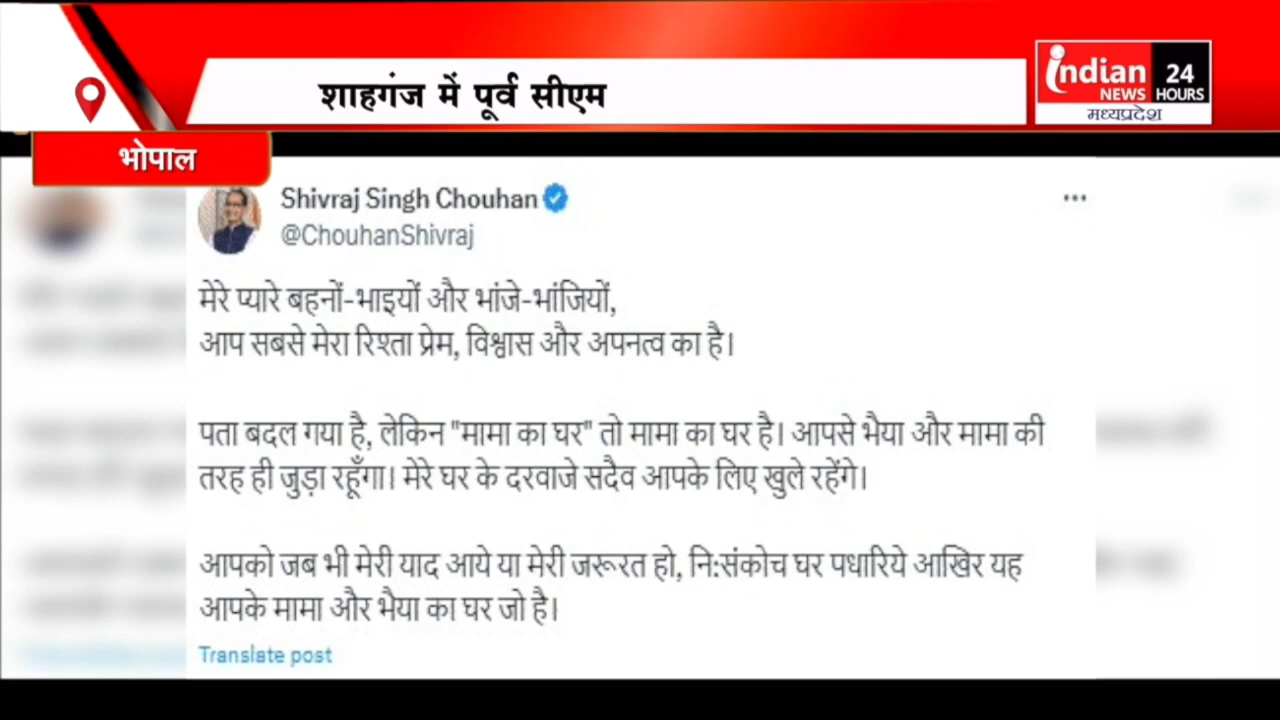 शाहगंज में पूर्व सीएम
indian
NEWS
24
HOURS
मध्यप्रदेश
भोपाल
Shivraj Singh Chouhan
@ChouhanShivraj
मेरे प्यारे बहनों-भाइयों और भांजे-भांजियों,
आप सबसे मेरा रिश्ता प्रेम, विश्वास और अपनत्व का है।
पता बदल गया है, लेकिन "मामा का घर" तो मामा का घर है। आपसे भैया और मामा की
तरह ही जुड़ा रहूँगा। मेरे घर के दरवाजे सदैव आपके लिए खुले रहेंगे।
आपको जब भी मेरी याद आये या मेरी जरूरत हो, नि:संकोच घर पधारिये आखिर यह
आपके मामा और भैया का घर जो है।
Translate post